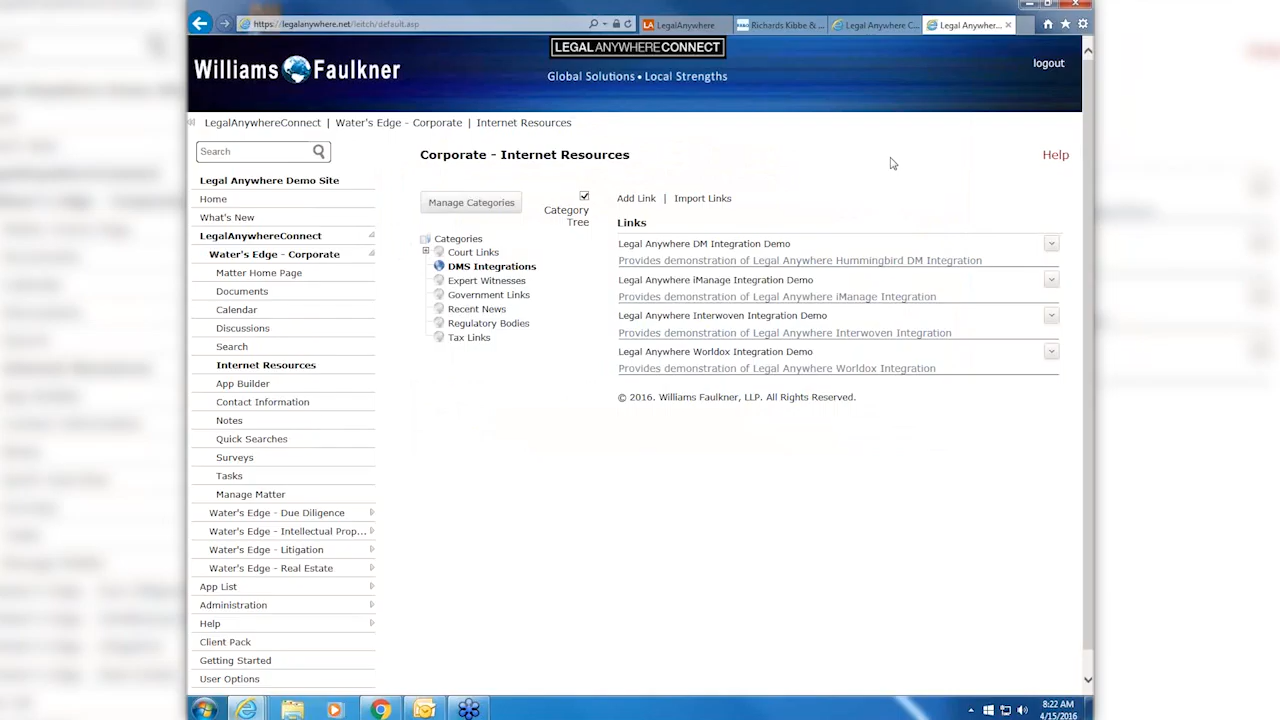 https://legalanywhere.net/leitch/default.asp
LegalAnywhere
Richards Kibbe & ...
Legal Anywhere C...
Legal Anywher...
LEGALANYWHERECONNECT
Williams Faulkner
Global Solutions • Local Strengths
logout
LegalAnywhereConnect | Water's Edge - Corporate | Internet Resources
Search
Corporate - Internet Resources
Help
Legal Anywhere Demo Site
Home
What's New
LegalAnywhereConnect
Water's Edge - Corporate
Matter Home Page
Documents
Calendar
Discussions
Search
Internet Resources
App Builder
Contact Information
Notes
Quick Searches
Surveys
Tasks
Manage Matter
Water's Edge - Due Diligence
Water's Edge - Intellectual Prop...
Water's Edge - Litigation
Water's Edge - Real Estate
App List
Administration
Help
Client Pack
Getting Started
User Options
Manage Categories
Category
Tree
Categories
Court Links
DMS Integrations
Expert Witnesses
Government Links
Recent News
Regulatory Bodies
Tax Links
Add Link | Import Links
Links
Legal Anywhere DM Integration Demo
Provides demonstration of Legal Anywhere Hummingbird DM Integration
Legal Anywhere iManage Integration Demo
Provides demonstration of Legal Anywhere iManage Integration
Legal Anywhere Interwoven Integration Demo
Provides demonstration of Legal Anywhere Interwoven Integration
Legal Anywhere Worldox Integration Demo
Provides demonstration of Legal Anywhere Worldox Integration
© 2016. Williams Faulkner, LLP. All Rights Reserved.
8:22 AM
4/15/2016